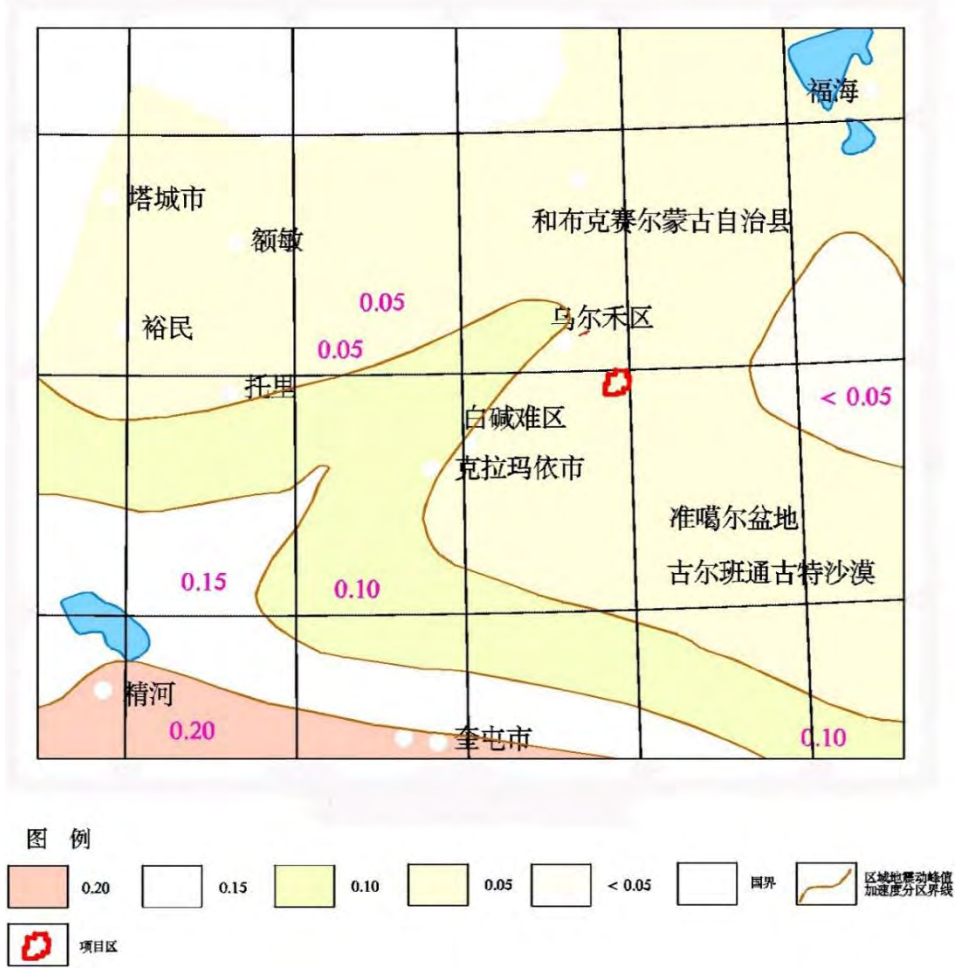 福海
塔城市
额敏
和布克赛尔蒙古自治县
0.05
乌尔禾区
裕民
0.05
托里
< 0.05
白碱难区
克拉玛依市
准噶尔盆地
0.15
0.10
古尔班通古特沙漠
精河
0.20
奎屯市
0.10
图 例
0.20
0.15
0.10
0.05
< 0.05
国界
区域地震动峰值
加速度分区界线
项目区